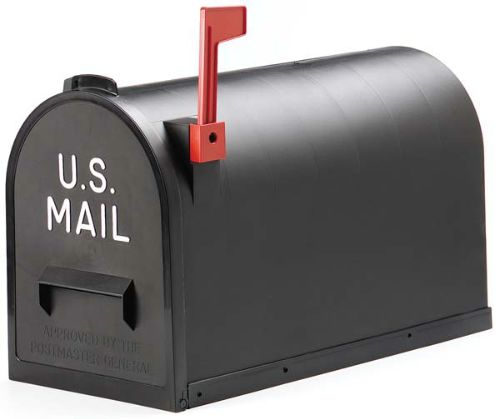 U.S.
MAIL
APPROVED BY THE
POSTMASTER GENERAL